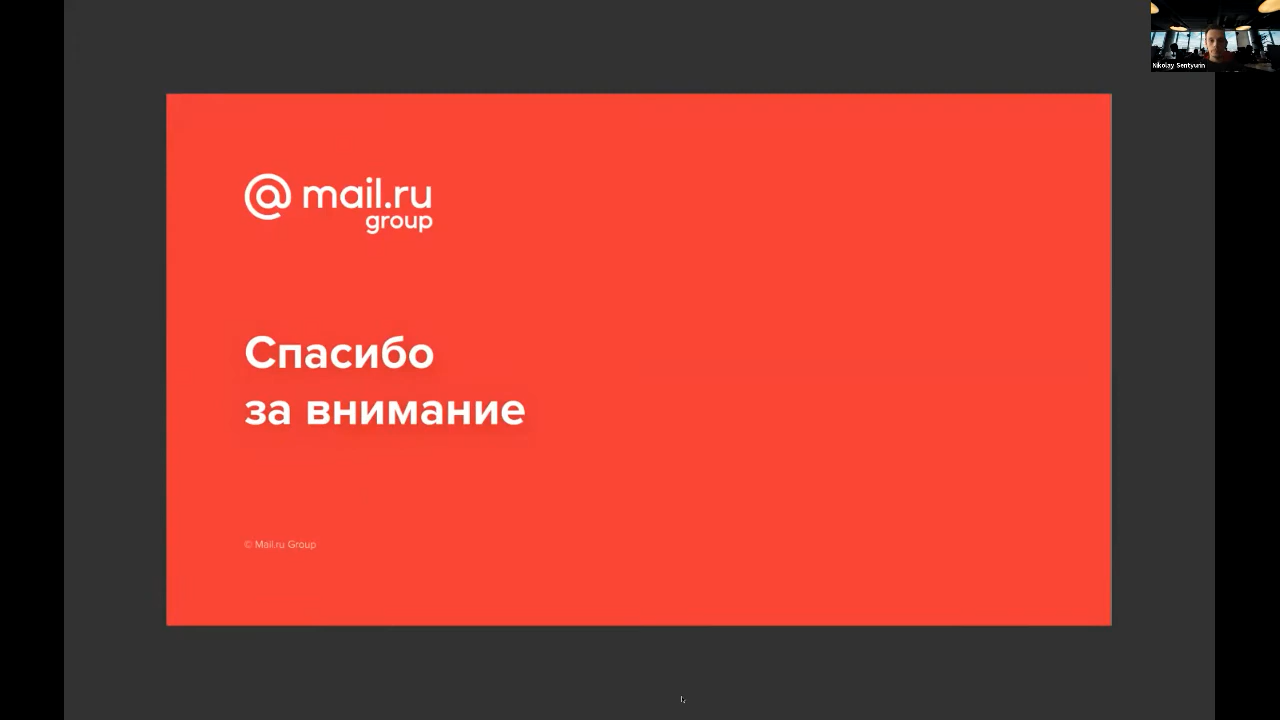 @ mail.ru
group
Спасибо
за внимание
© Mail.ru Group
Nikolay Sentyurin